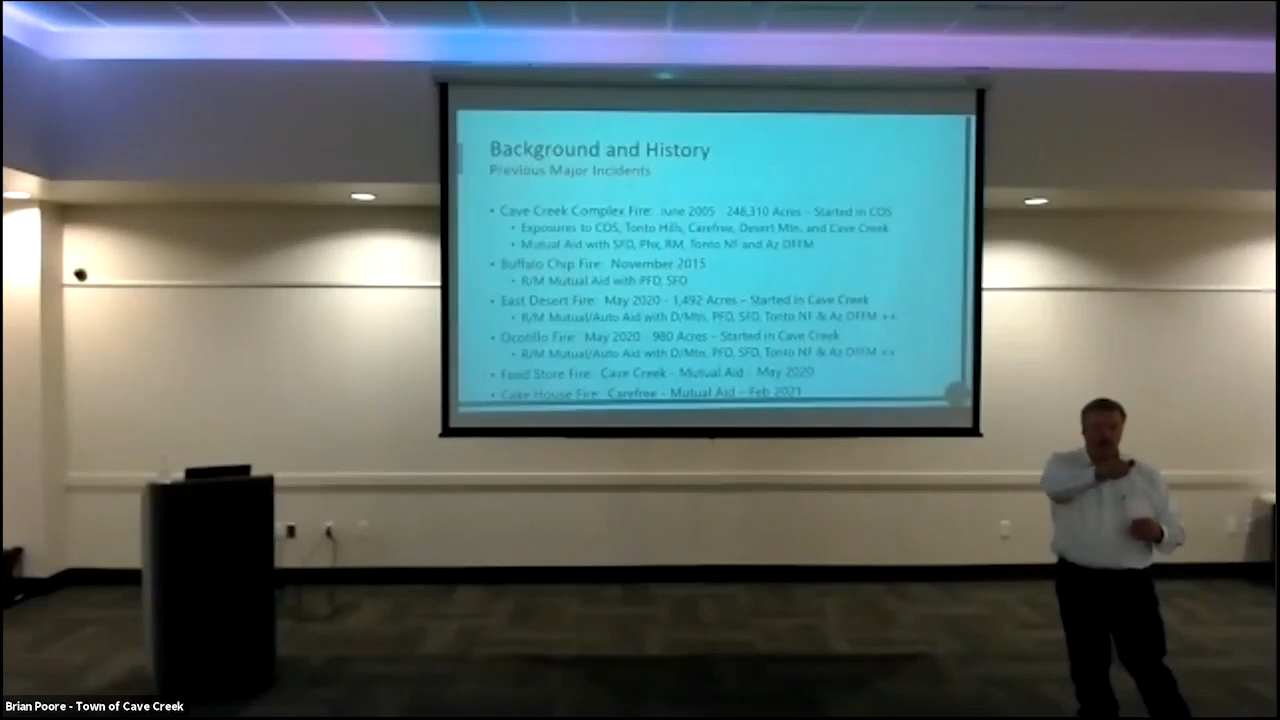 Background and History
Previous Major Incidents
• Cave Creek Complex Fire: June 2005 - 248,310 Acres - Started in COS
• Exposures to COS, Tonto Hills, Carefree, Desert Mtn, and Cave Creek
• Mutual Aid with SFD, Phx, RM, Tonto NF and Az DFFM
• Buffalo Chip Fire: November 2015
• R/M Mutual Aid with PFD, SFD
• East Desert Fire: May 2020 - 1,492 Acres – Started in Cave Creek
• R/M Mutual/Auto Aid with D/Mtn, PFD, SFD, Tonto NF & Az DFFM ++
• Ocotillo Fire: May 2020 - 980 Acres – Started in Cave Creek
• R/M Mutual/Auto Aid with D/Mtn, PFD, SFD, Tonto NF & Az DFFM ++
• Feed Store Fire: Cave Creek - Mutual Aid - May 2020
• Cake House Fire: Carefree - Mutual Aid – Feb 2021
Brian Poore - Town of Cave Creek